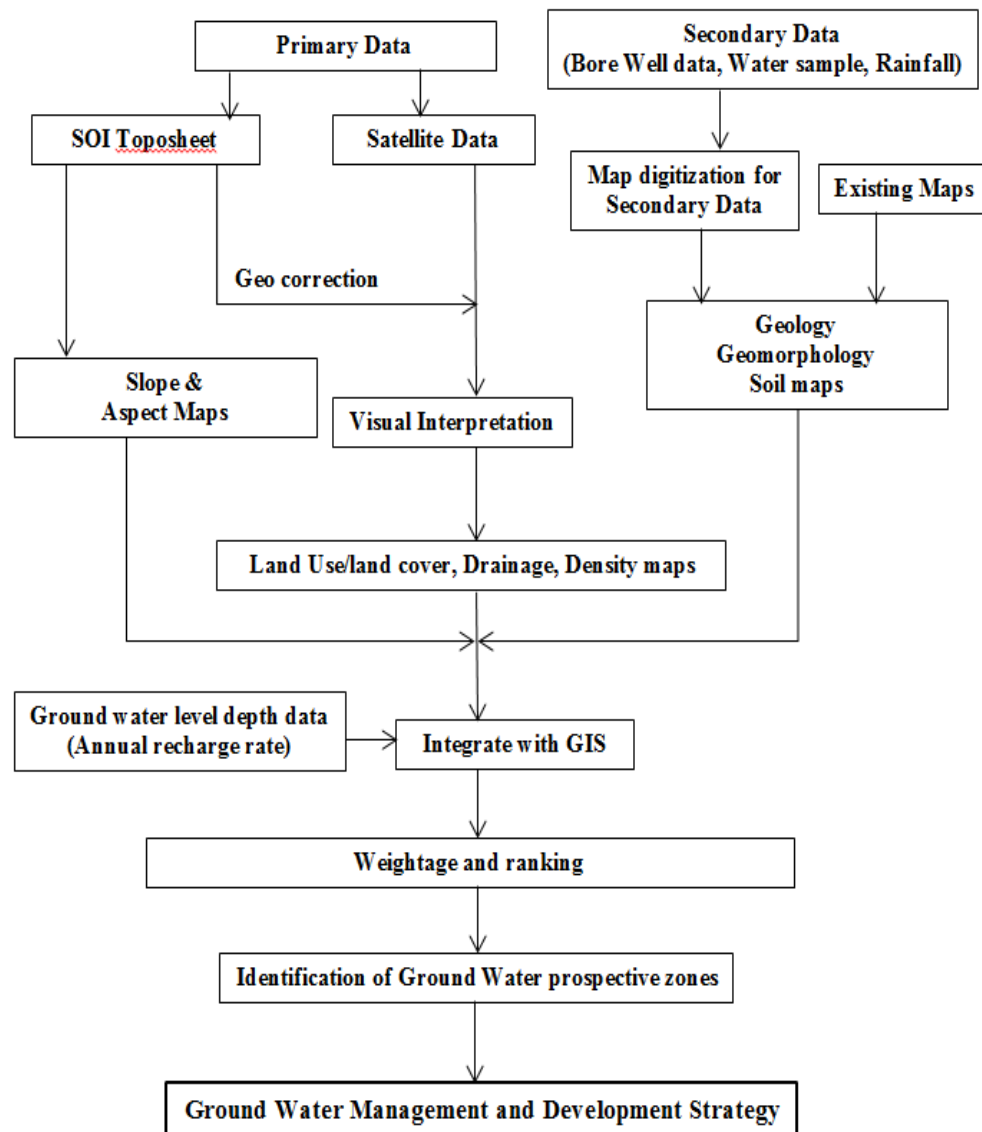 Primary Data
Secondary Data
(Bore Well data, Water sample, Rainfall)
SOI Toposheet
Satellite Data
Map digitization for
Secondary Data
Existing Maps
Geo correction
Geology
Geomorphology
Soil maps
Slope &
Aspect Maps
Visual Interpretation
Land Use/land cover, Drainage, Density maps
Ground water level depth data
(Annual recharge rate)
Integrate with GIS
Weightage and ranking
Identification of Ground Water prospective zones
Ground Water Management and Development Strategy